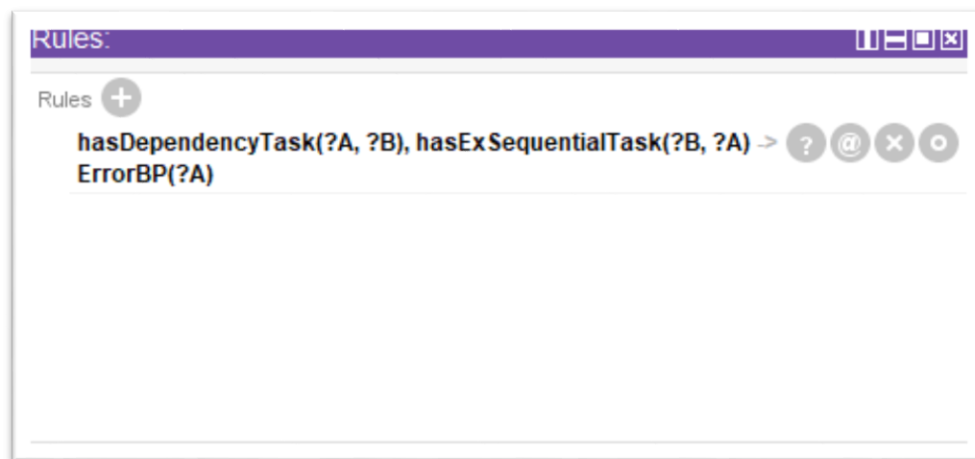 Rules:
Rules
hasDependencyTask(?A, ?B), hasExSequentialTask(?B, ?A) ->
ErrorBP(?A)